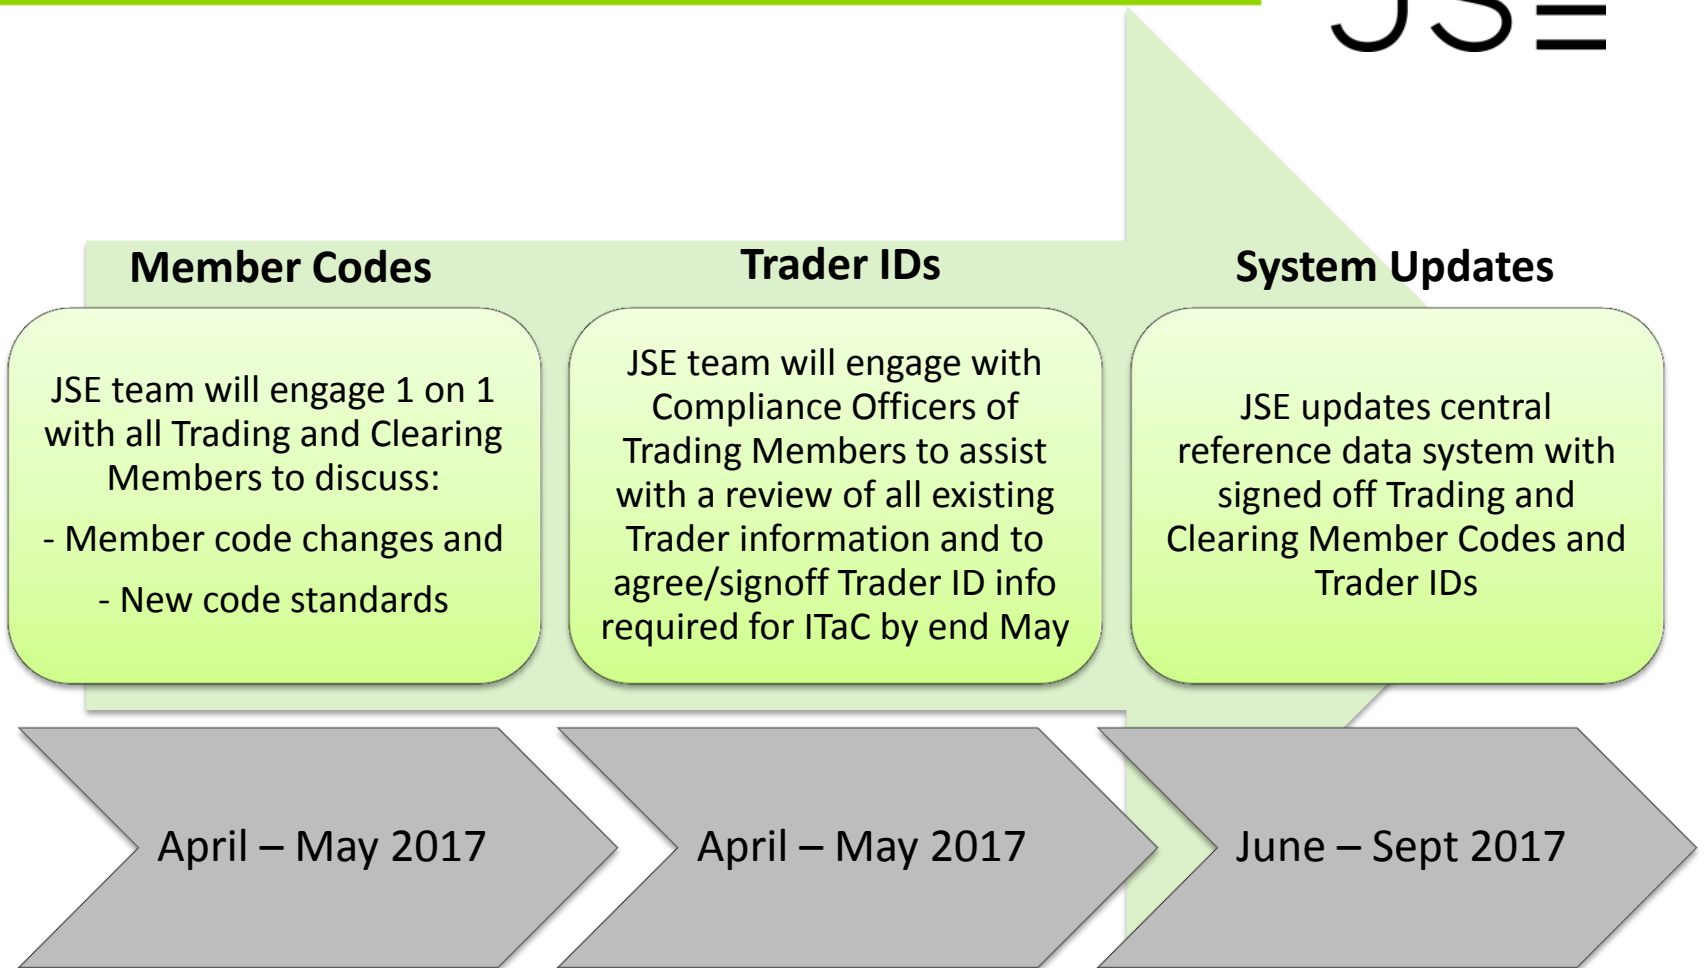 JSE
Member Codes
JSE team will engage 1 on 1
with all Trading and Clearing
Members to discuss:
- Member code changes and
- New code standards
Trader IDs
JSE team will engage with
Compliance Officers of
Trading Members to assist
with a review of all existing
Trader information and to
agree/signoff Trader ID info
required for ITaC by end May
System Updates
JSE updates central
reference data system with
signed off Trading and
Clearing Member Codes and
Trader IDs
April – May 2017
April – May 2017
June – Sept 2017